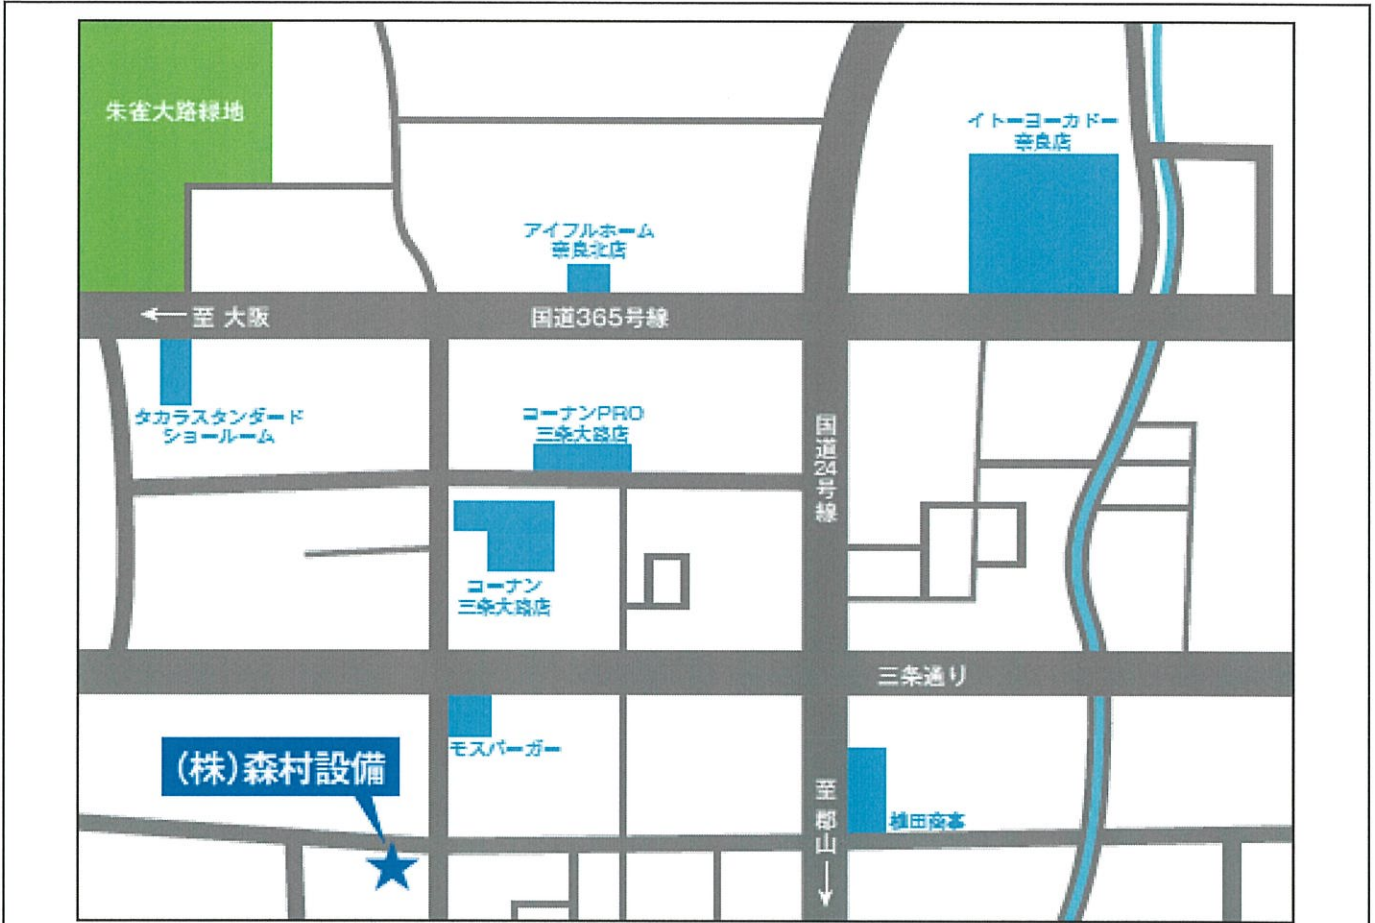 朱雀大路緑地
イトーヨーカドー
奈良店
アイフルホーム
奈良北店
至 大阪
国道365号線
タカラスタンダード
ショールーム
コーナンPRO
三条大路店
国道24号線
コーナン
三条大路店
三条通り
モスバーガー
(株)森村設備
至 郡山
植田商事